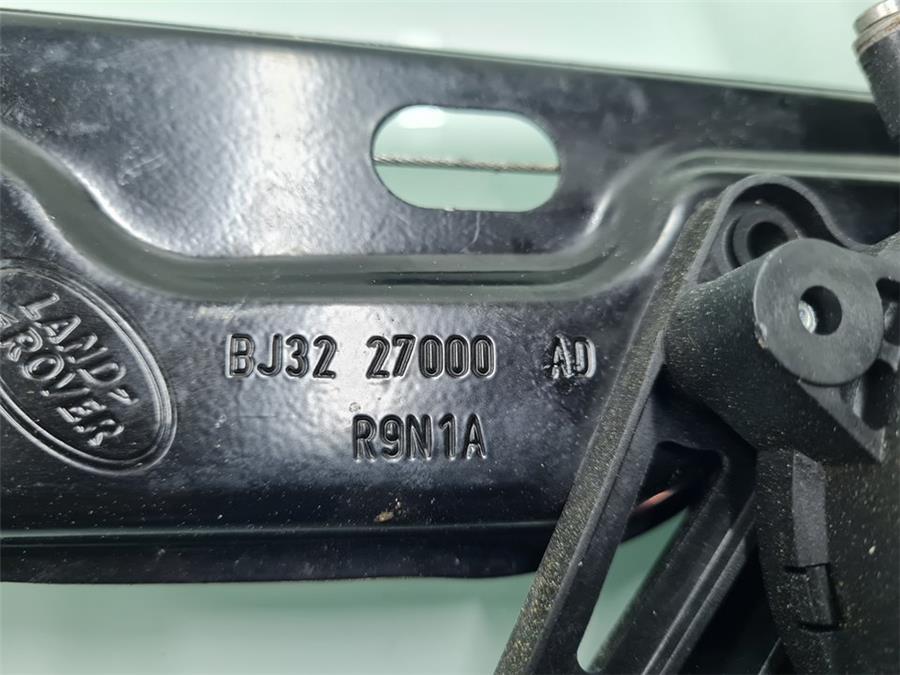 LAND
ROVER
BJ32 27000 AD
R9N1A